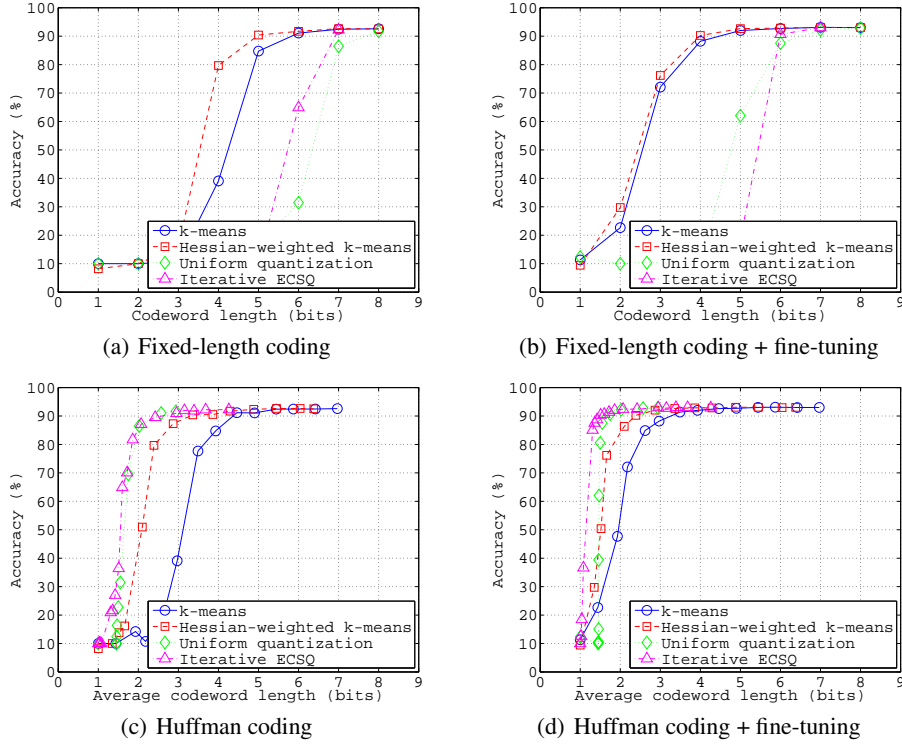 100
90
80
70
60
50
40
30
20
10
0
Accuracy (%)
0 1 2 3 4 5 6 7 8 9
Codeword length (bits)
k-means
Hessian-weighted k-means
Uniform quantization
Iterative ECSQ
(a) Fixed-length coding
100
90
80
70
60
50
40
30
20
10
0
Accuracy (%)
0 1 2 3 4 5 6 7 8 9
Codeword length (bits)
k-means
Hessian-weighted k-means
Uniform quantization
Iterative ECSQ
(b) Fixed-length coding + fine-tuning
100
90
80
70
60
50
40
30
20
10
0
Accuracy (%)
0 1 2 3 4 5 6 7 8 9
Average codeword length (bits)
k-means
Hessian-weighted k-means
Uniform quantization
Iterative ECSQ
(c) Huffman coding
100
90
80
70
60
50
40
30
20
10
0
Accuracy (%)
0 1 2 3 4 5 6 7 8 9
Average codeword length (bits)
k-means
Hessian-weighted k-means
Uniform quantization
Iterative ECSQ
(d) Huffman coding + fine-tuning